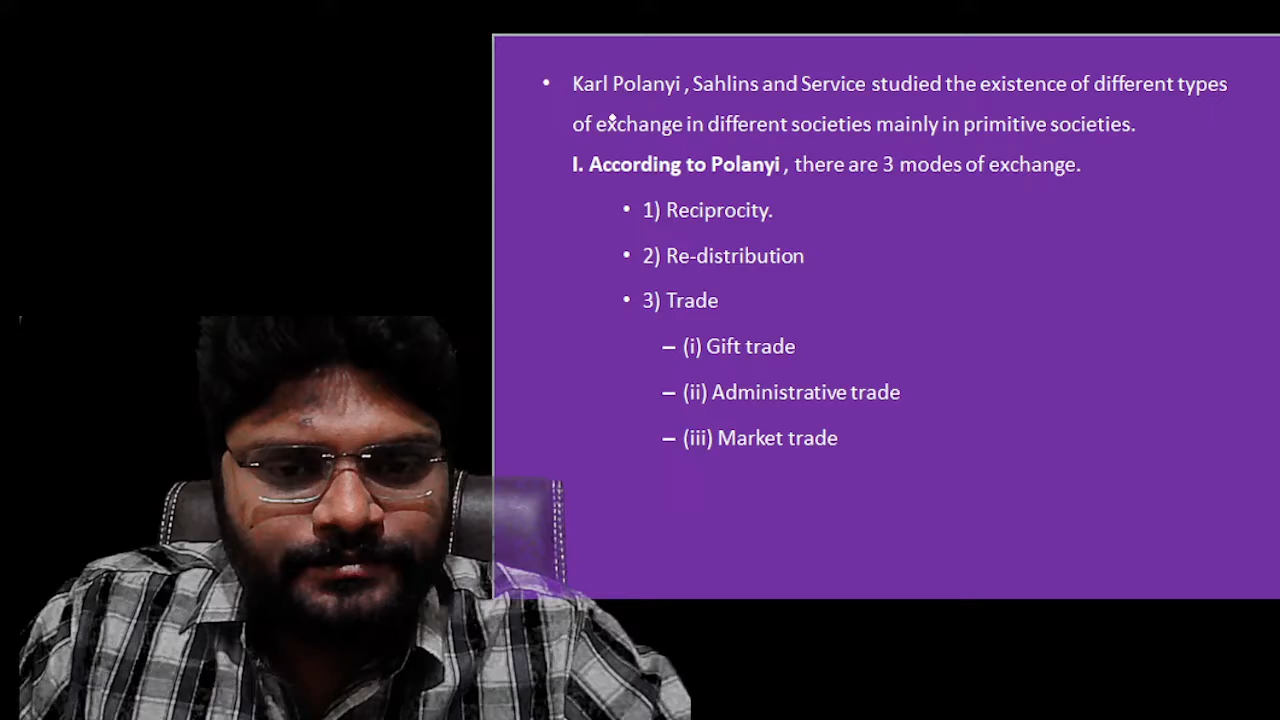 • Karl Polanyi , Sahlins and Service studied the existence of different types
of exchange in different societies mainly in primitive societies.
I. According to Polanyi , there are 3 modes of exchange.
• 1) Reciprocity.
• 2) Re-distribution
• 3) Trade
– (i) Gift trade
– (ii) Administrative trade
– (iii) Market trade